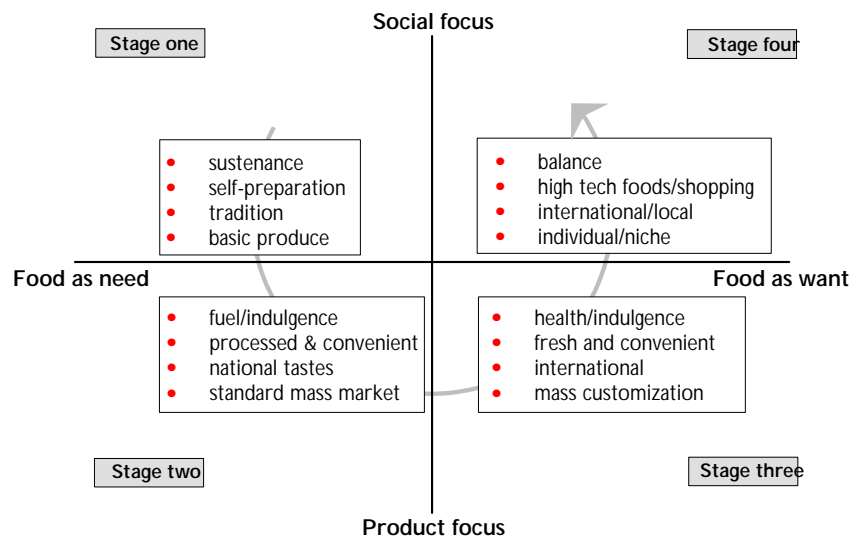 Social focus
Stage one
Stage four
sustenance
self-preparation
tradition
basic produce
balance
high tech foods/shopping
international/local
individual/niche
Food as need
Food as want
fuel/indulgence
processed & convenient
national tastes
standard mass market
health/indulgence
fresh and convenient
international
mass customization
Stage two
Stage three
Product focus